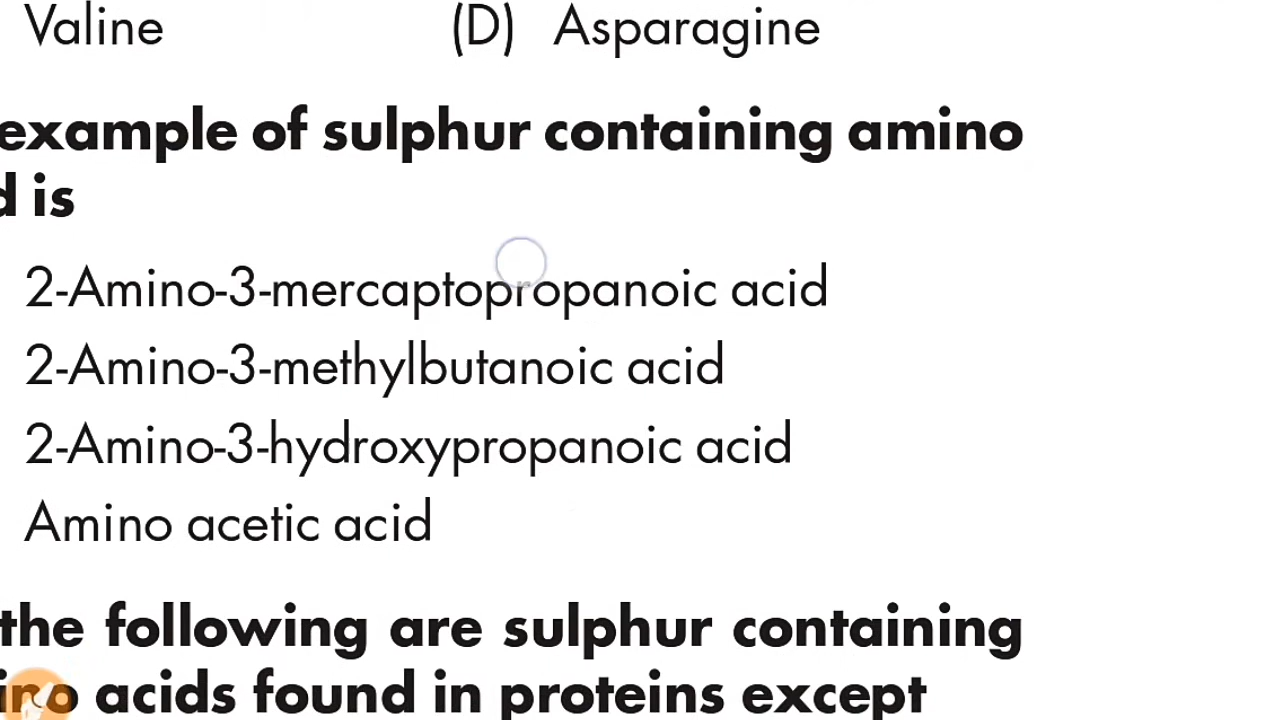 Valine (D) Asparagine
example of sulphur containing amino
d is
2-Amino-3-mercaptopropanoic acid
2-Amino-3-methylbutanoic acid
2-Amino-3-hydroxypropanoic acid
Amino acetic acid
the following are sulphur containing
ino acids found in proteins except